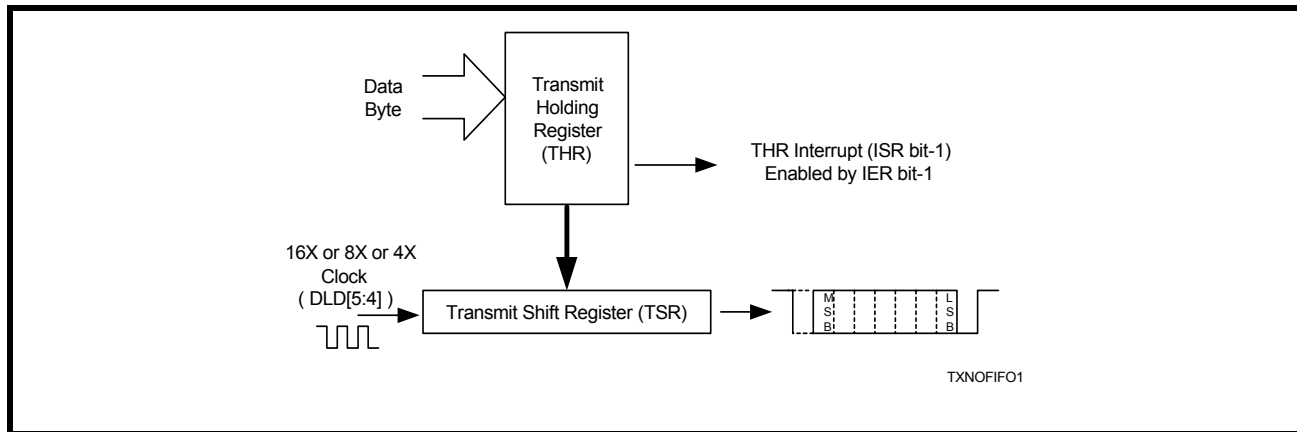 Data
Byte
Transmit
Holding
Register
(THR)
THR Interrupt (ISR bit-1)
Enabled by IER bit-1
16X or 8X or 4X
Clock
( DLD[5:4] )
Transmit Shift Register (TSR)
M
S
B
L
S
B
TXNOFIFO1